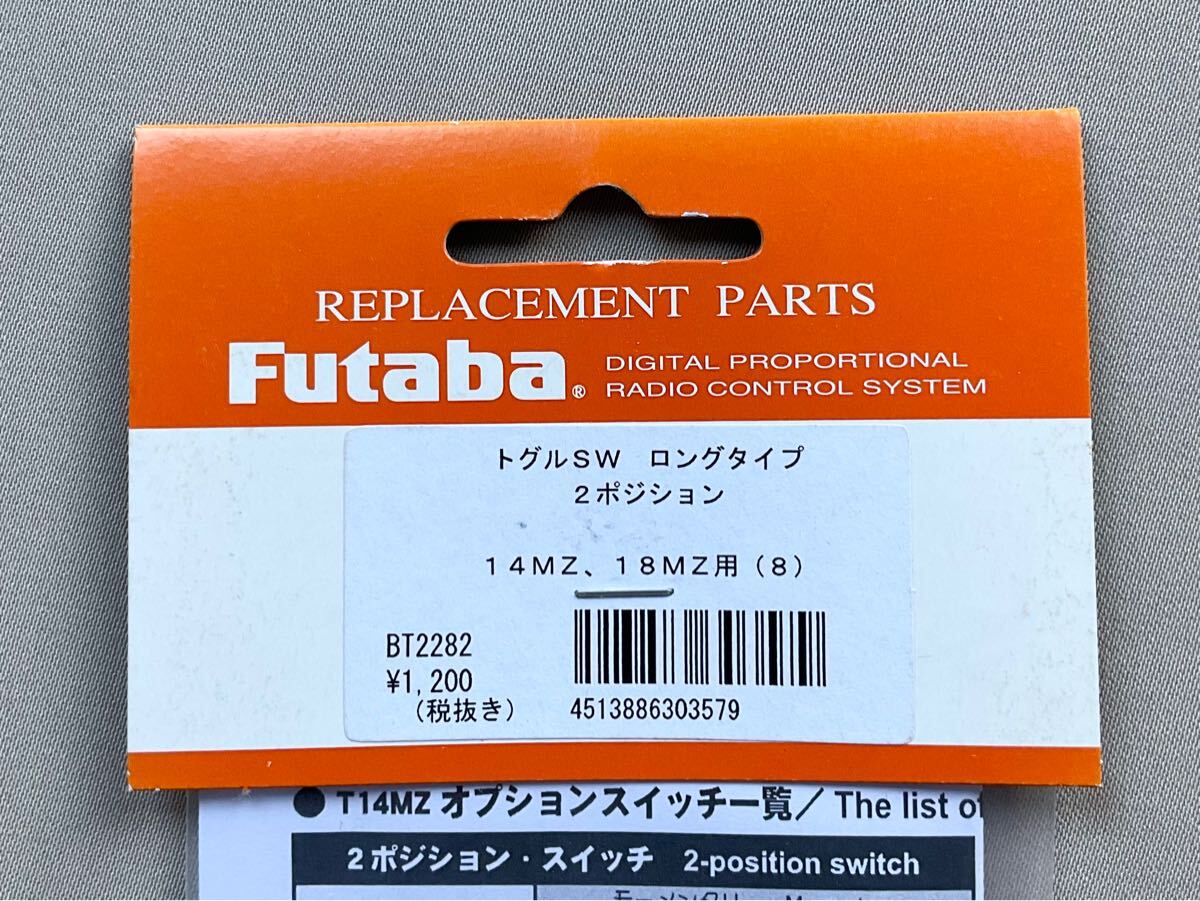 REPLACEMENT PARTS
Futaba®
DIGITAL PROPORTIONAL
RADIO CONTROL SYSTEM
トグルSW ロングタイプ
2ポジション
14MZ、18MZ用(8)
BT2282
¥1,200
(税抜き)
4513886303579
● T14MZ オプションスイッチ一覧/ The list of
2ポジション・スイッチ 2-position switch